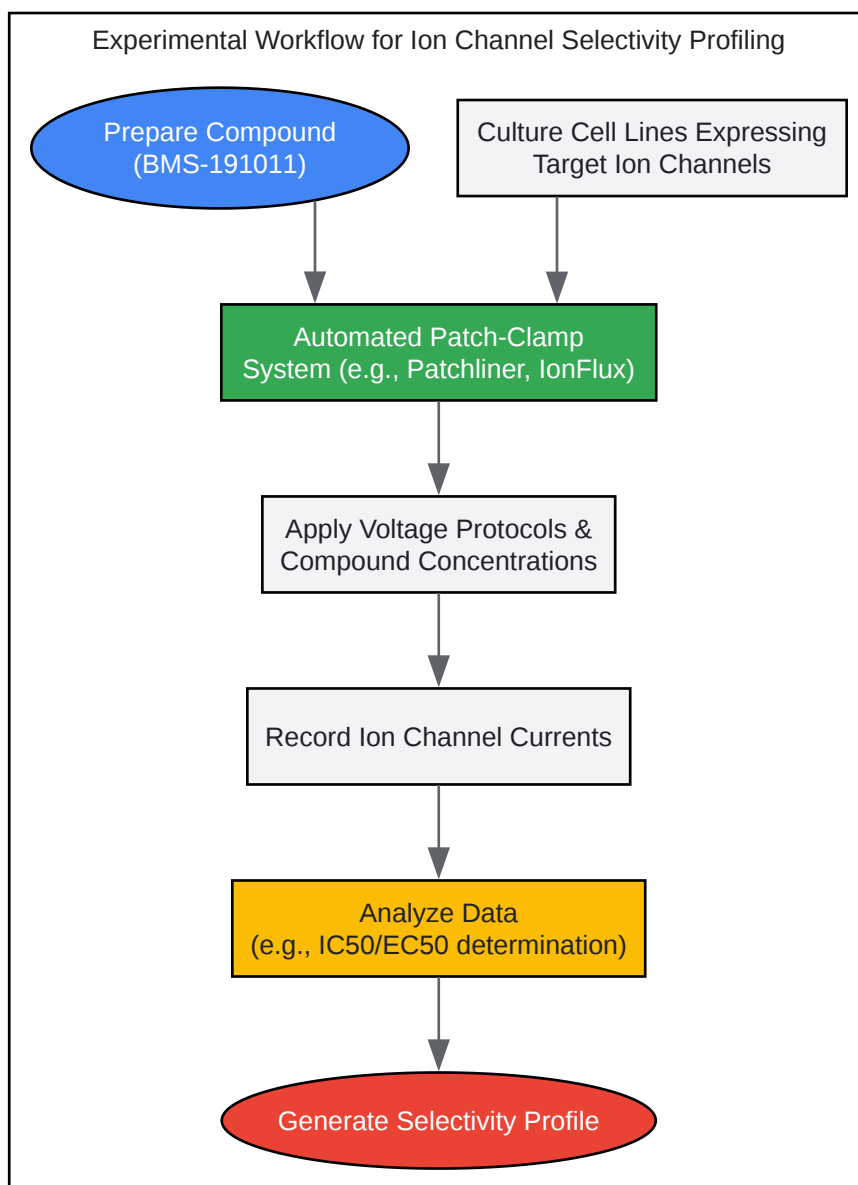 Experimental Workflow for Ion Channel Selectivity Profiling
Prepare Compound
(BMS-191011)
Culture Cell Lines Expressing
Target Ion Channels
Automated Patch-Clamp
System (e.g., Patchliner, IonFlux)
Apply Voltage Protocols &
Compound Concentrations
Record Ion Channel Currents
Analyze Data
(e.g., IC50/EC50 determination)
Generate Selectivity Profile